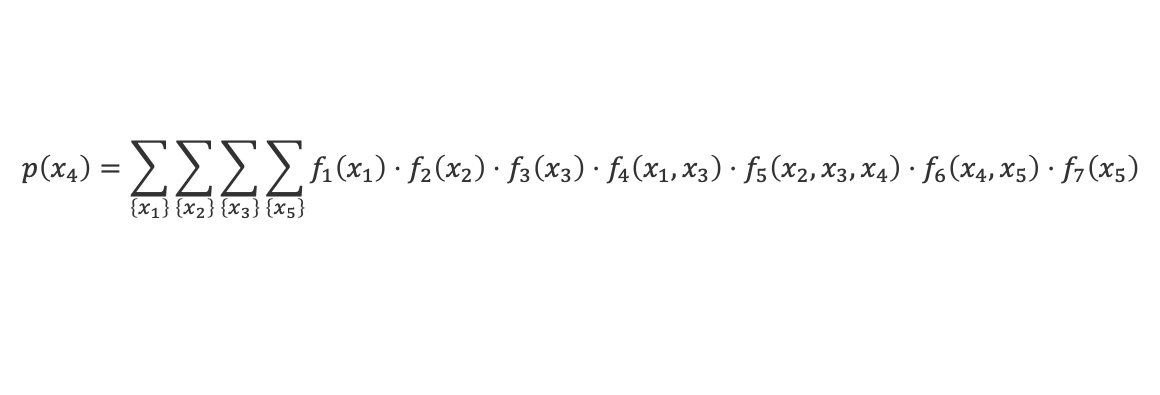 p(x₄) = ∑_{x₁} ∑_{x₂} ∑_{x₃} ∑_{x₅} f₁(x₁) · f₂(x₂) · f₃(x₃) · f₄(x₁, x₃) · f₅(x₂, x₃, x₄) · f₆(x₄, x₅) · f₇(x₅)